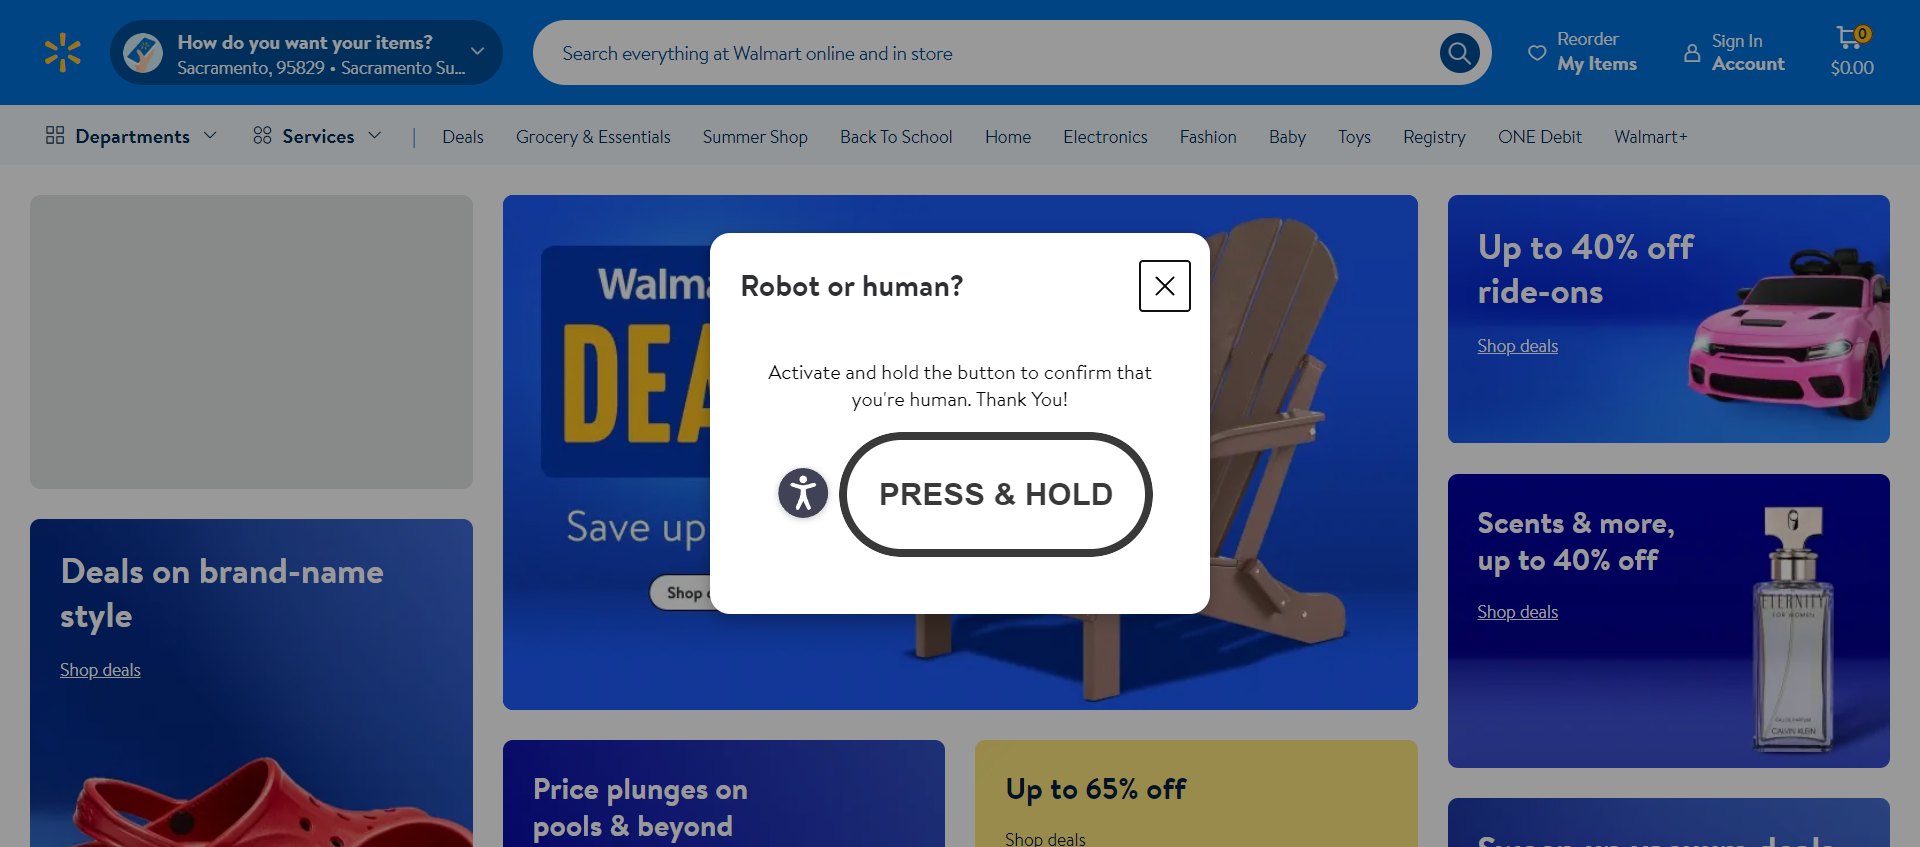 How do you want your items?
Sacramento, 95829 • Sacramento Su...
Search everything at Walmart online and in store
Reorder
My Items
Sign In
Account
0
$0.00
Departments
Services
Deals
Grocery & Essentials
Summer Shop
Back To School
Home
Electronics
Fashion
Baby
Toys
Registry
ONE Debit
Walmart+
Deals on brand-name
style
Shop deals
Save up
Shop
Robot or human?
Activate and hold the button to confirm that
you're human. Thank You!
PRESS & HOLD
Price plunges on
pools & beyond
Up to 65% off
Shop deals
Up to 40% off
ride-ons
Shop deals
Scents & more,
up to 40% off
Shop deals
ETERNITY
FOR WOMEN
EAU DE PARFUM
CALVIN KLEIN